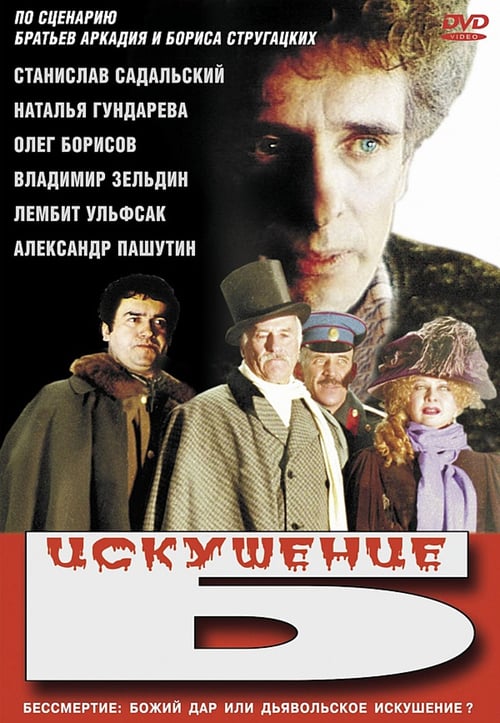 ПО СЦЕНАРИЮ
БРАТЬЕВ АРКАДИЯ И БОРИСА СТРУГАЦКИХ
DVD
VIDEO
СТАНИСЛАВ САДАЛЬСКИЙ
НАТАЛЬЯ ГУНДАРЕВА
ОЛЕГ БОРИСОВ
ВЛАДИМИР ЗЕЛЬДИН
ЛЕМБИТ УЛЬФСАК
АЛЕКСАНДР ПАШУТИН
ИСКУШЕНИЕ
Б
БЕССМЕРТИЕ: БОЖИЙ ДАР ИЛИ ДЬЯВОЛЬСКОЕ ИСКУШЕНИЕ?